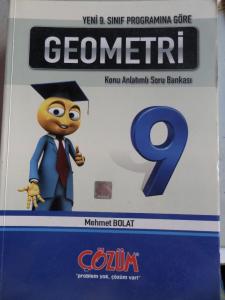 YENİ 9. SINIF PROGRAMINA GÖRE
GEOMETRİ
Konu Anlatımlı Soru Bankası
9
Mehmet BOLAT
ÇÖZÜM
"problem yok, çözüm var!"